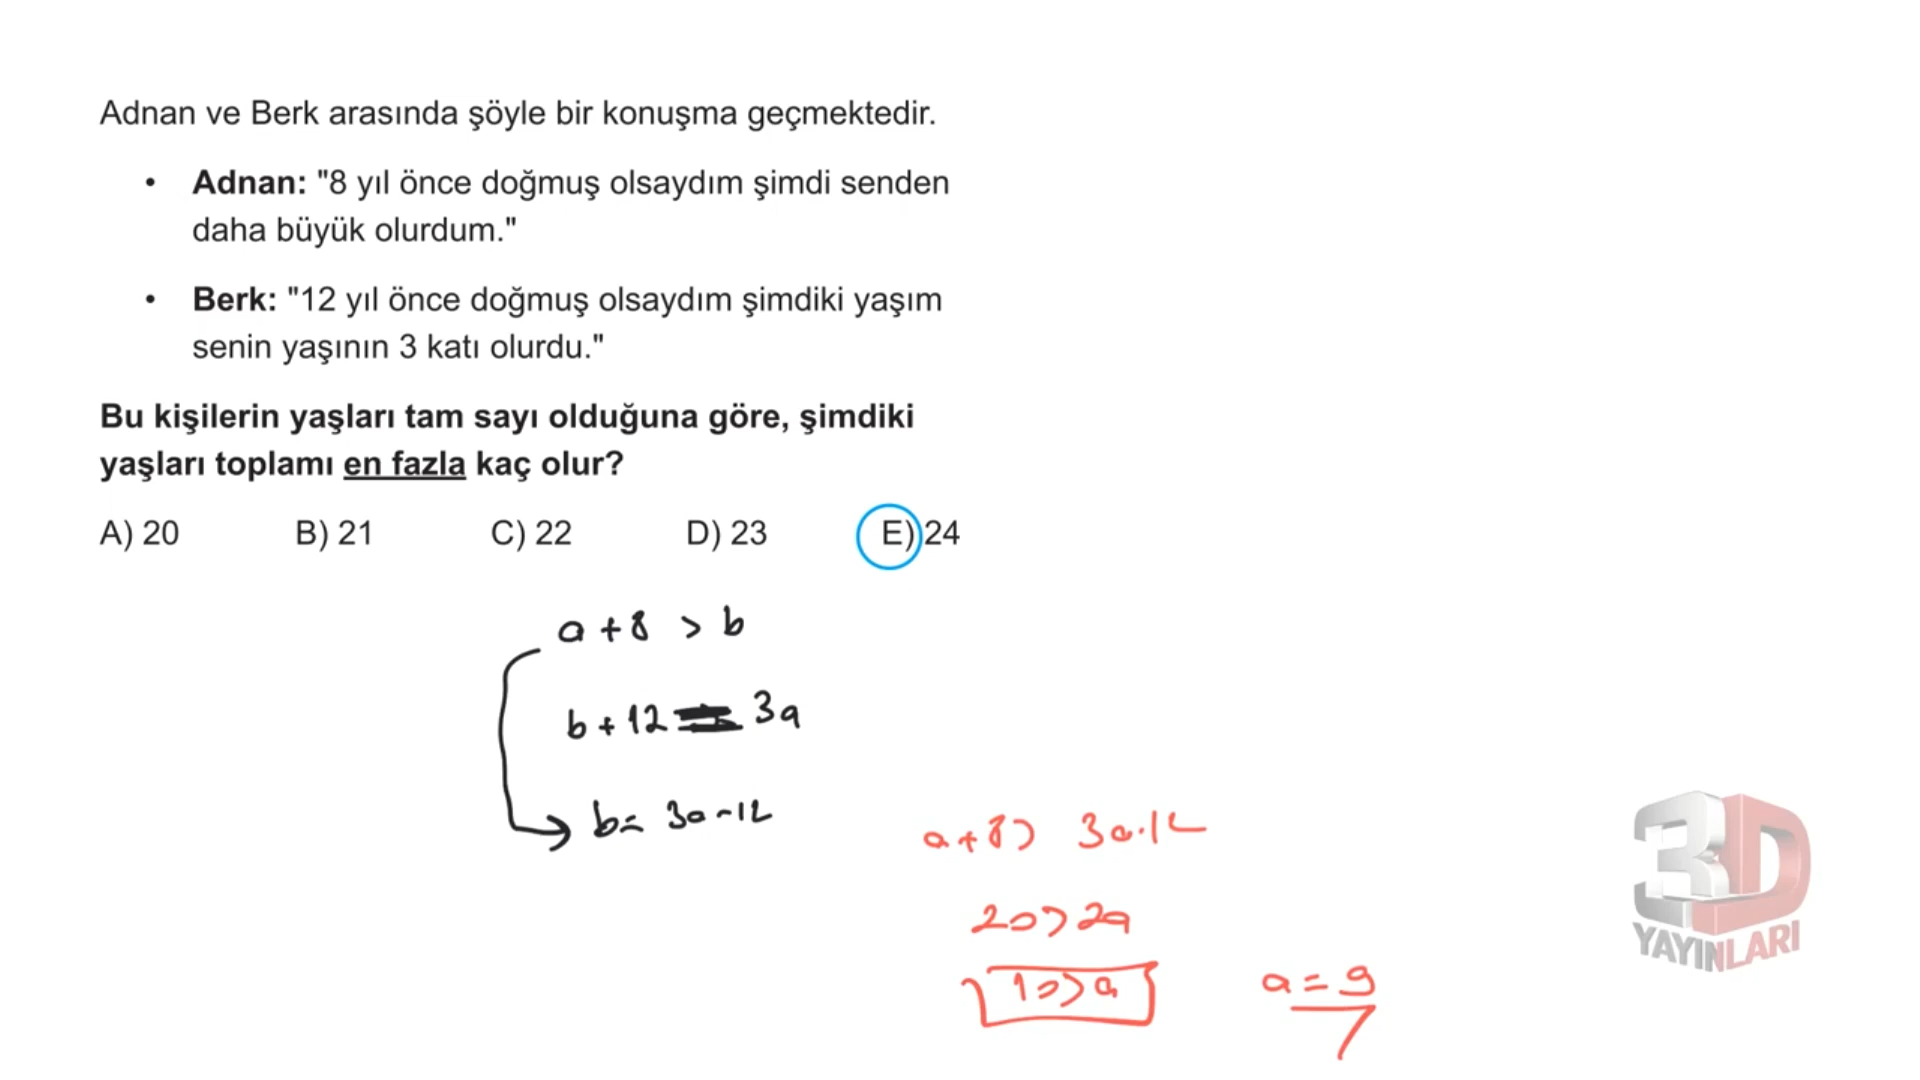 Adnan ve Berk arasında şöyle bir konuşma geçmektedir.
• Adnan: "8 yıl önce doğmuş olsaydım şimdi senden
daha büyük olurdum."
• Berk: "12 yıl önce doğmuş olsaydım şimdiki yaşım
senin yaşının 3 katı olurdu."
Bu kişilerin yaşları tam sayı olduğuna göre, şimdiki
yaşları toplamı en fazla kaç olur?
A) 20 B) 21 C) 22 D) 23 E) 24
a + 8 > b
b + 12 = 3a
b = 3a - 12
a + 8 > 3a - 12
20 > 2a
10 > a
a = 9
3D
YAYINLARI